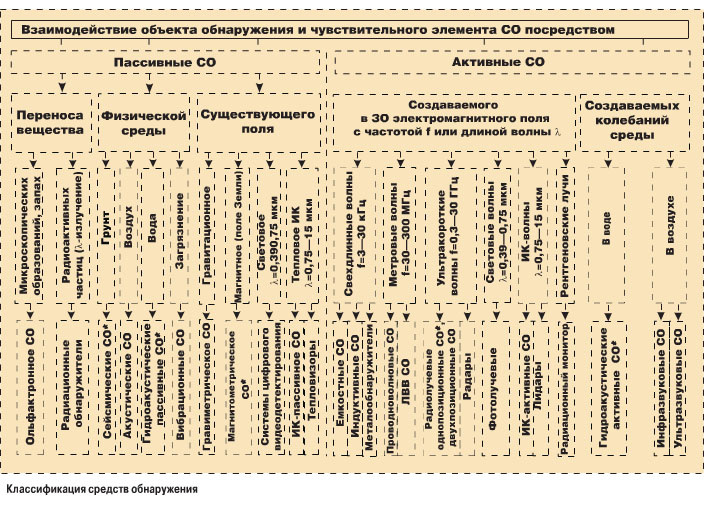 Взаимодействие объекта обнаружения и чувствительного элемента СО посредством
Пассивные СО
Активные СО
Переноса
вещества
Физической
среды
Существующего
поля
Создаваемого
в ЗО электромагнитного поля
с частотой f или длиной волны λ
Создаваемых
колебаний
среды
Микроскопических
образований, запах
Радиоактивных
частиц (λ-излучение)
Грунт
Воздух
Вода
Загрязнение
Гравитационное
Магнитное (поле Земли)
Световое
λ=0,390,75 мкм
Тепловое ИК
λ=0,75—15 мкм
Свехдлинные волны
f=3—30 кГц
Метровые волны
f=30—300 МГц
Ультракороткие
волны f=0,3—30 ГГц
Световые волны
λ=0,39—0,75 мкм
ИК-волны
λ=0,75—15 мкм
Рентгеновские лучи
В воде
В воздухе
Ольфактронное СО
Радиационные
обнаружители
Сейсмические СО*
Акустические СО
Гидроакустические
пассивные СО*
Вибрационные СО
Гравиметрическое СО
Магнитометрическое
СО*
Системы цифрового
видеодетектирования
ИК-пассивное СО
Тепловизоры
Емкостные СО
Индуктивные СО
Металообнаружители
Проводноволновые СО
ЛВВ СО
Радиолучевые
однопозиционные СО*
двухпозиционные СО
Радары
Фотолучевые
ИК-активные СО
Лидары
Радиационный монитор
Гидроакустические
активные СО*
Инфразвуковые СО
Ультразвуковые СО
Классификация средств обнаружения